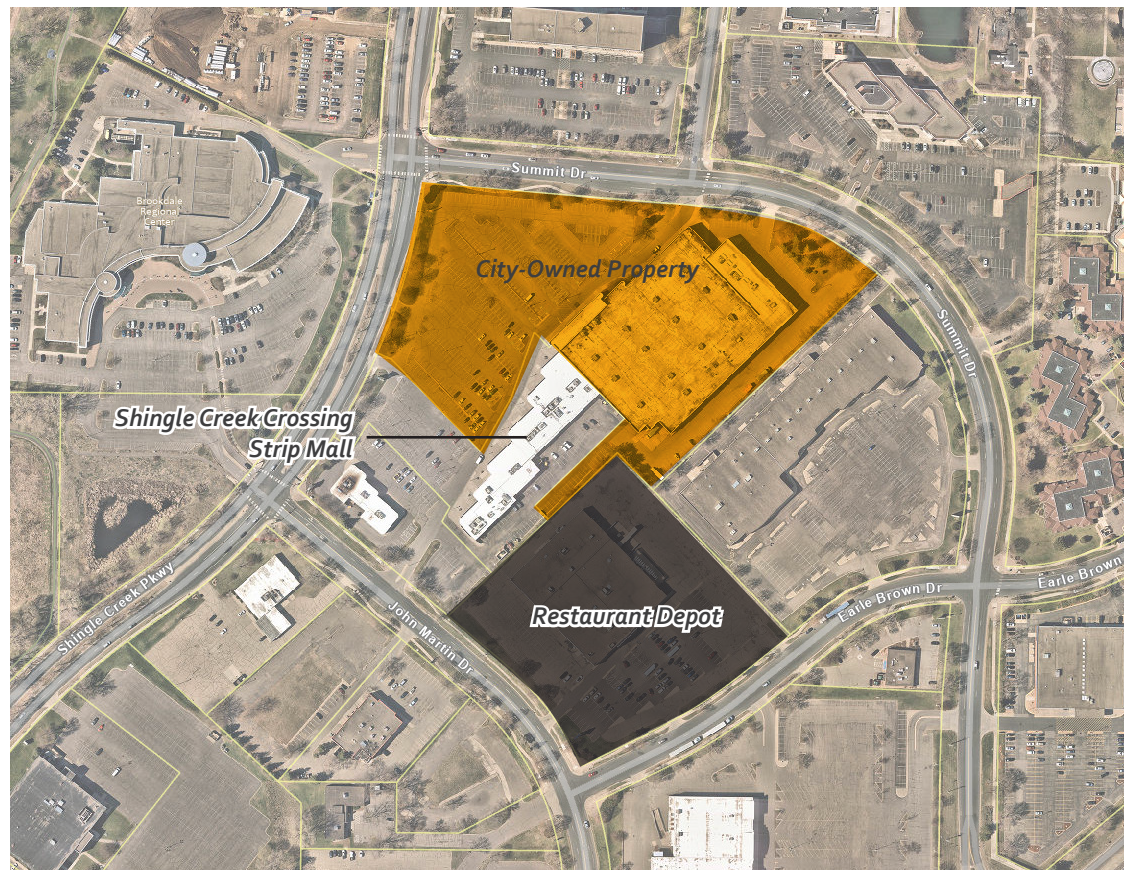 Summit Dr
Brookdale
Regional
Center
City-Owned Property
Summit Dr
Shingle Creek Crossing
Strip Mall
Earle Brown
Earle Brown Dr
Shingle Creek Pkwy
John Martin Dr
Restaurant Depot